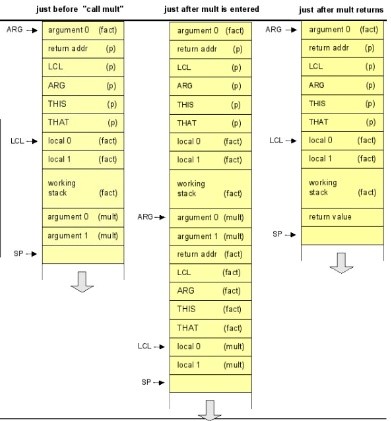 just before "call mult"
ARG argument 0 (fact)
return addr (p)
LCL (p)
ARG (p)
THIS (p)
THAT (p)
LCL local 0 (fact)
local 1 (fact)
working
stack (fact)
argument 0 (mult)
argument 1 (mult)
SP
just after mult is entered
argument 0 (fact)
return addr (p)
LCL (p)
ARG (p)
THIS (p)
THAT (p)
local 0 (fact)
local 1 (fact)
working
stack (fact)
ARG argument 0 (mult)
argument 1 (mult)
return addr (fact)
LCL (fact)
ARG (fact)
THIS (fact)
THAT (fact)
LCL local 0 (mult)
local 1 (mult)
SP
just after mult returns
ARG argument 0 (fact)
return addr (p)
LCL (p)
ARG (p)
THIS (p)
THAT (p)
LCL local 0 (fact)
local 1 (fact)
working
stack (fact)
return value
SP